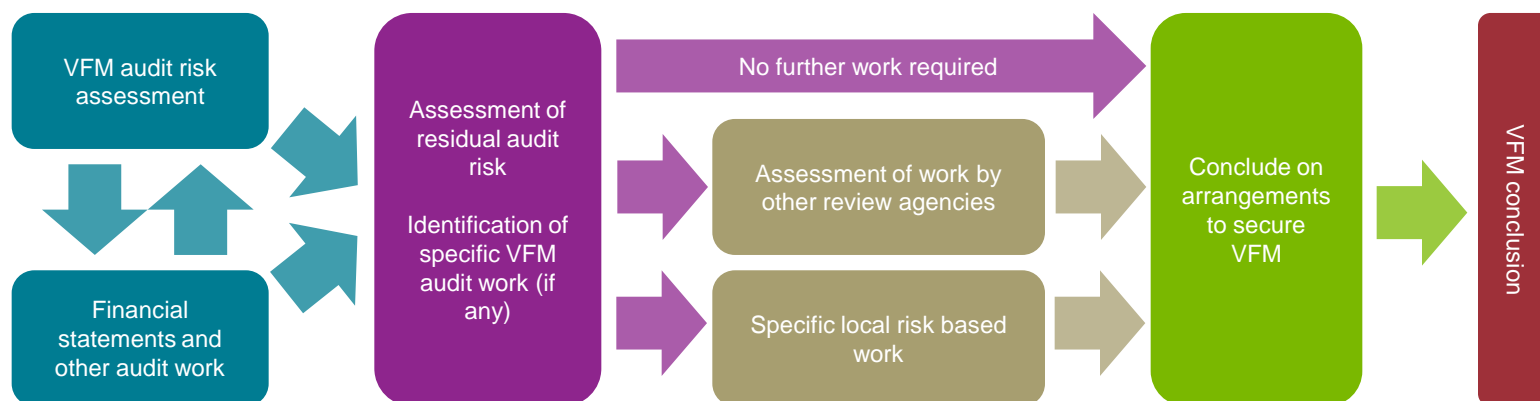 VFM audit risk
assessment
Financial
statements and
other audit work
Assessment of
residual audit
risk
Identification of
specific VFM
audit work (if
any)
No further work required
Assessment of work by
other review agencies
Specific local risk based
work
Conclude on
arrangements
to secure
VFM
VFM conclusion